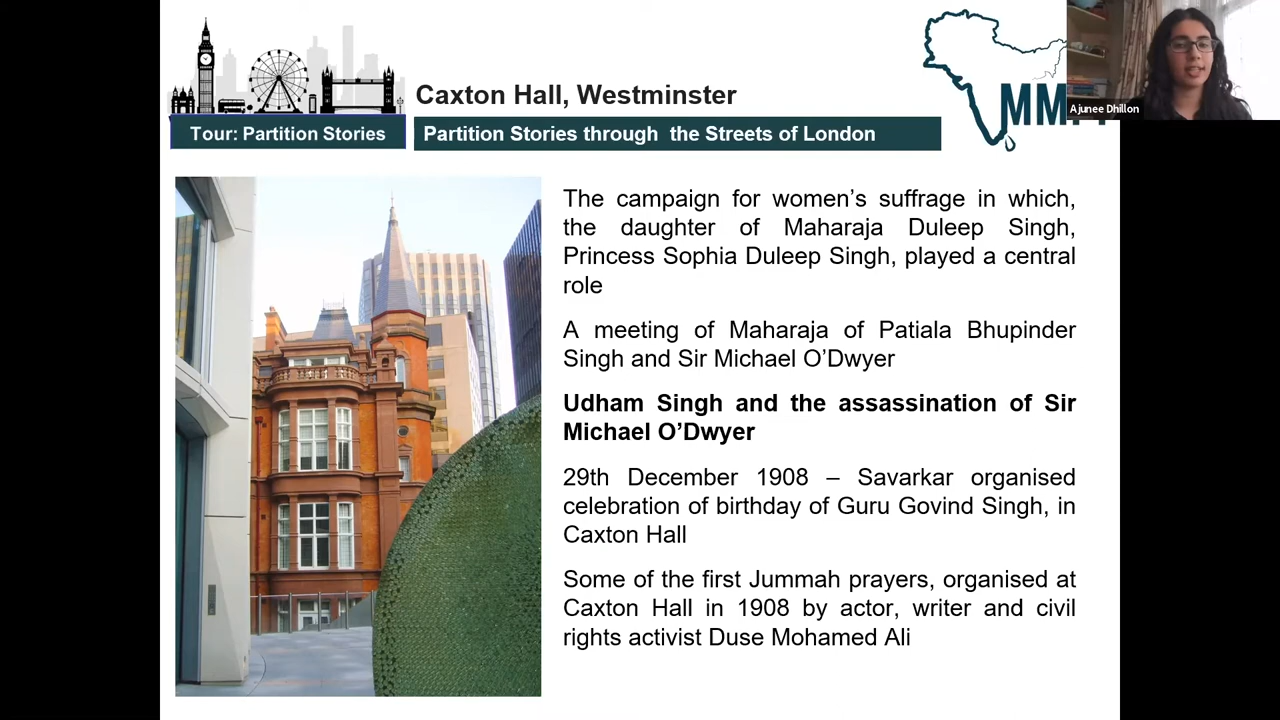 Caxton Hall, Westminster
Tour: Partition Stories
Partition Stories through the Streets of London
Ajunee Dhillon
The campaign for women’s suffrage in which,
the daughter of Maharaja Duleep Singh,
Princess Sophia Duleep Singh, played a central
role
A meeting of Maharaja of Patiala Bhupinder
Singh and Sir Michael O’Dwyer
Udham Singh and the assassination of Sir
Michael O’Dwyer
29th December 1908 – Savarkar organised
celebration of birthday of Guru Govind Singh, in
Caxton Hall
Some of the first Jummah prayers, organised at
Caxton Hall in 1908 by actor, writer and civil
rights activist Duse Mohamed Ali